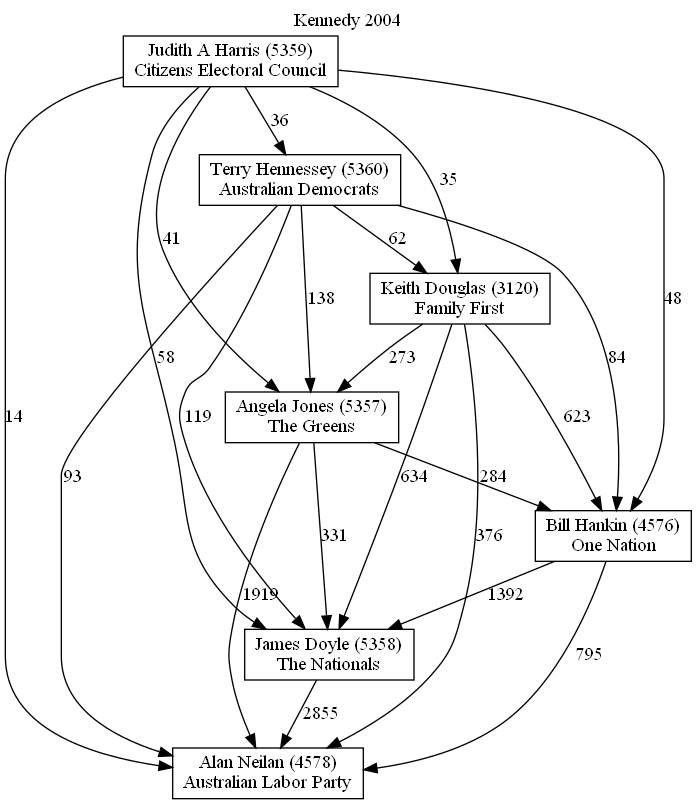 Kennedy 2004
Judith A Harris (5359)
Citizens Electoral Council
36
Terry Hennessey (5360)
Australian Democrats
35
41
62
Keith Douglas (3120)
Family First
138
48
58
273
84
Angela Jones (5357)
The Greens
14
119
623
93
634
284
376
Bill Hankin (4576)
One Nation
331
1919
1392
James Doyle (5358)
The Nationals
795
2855
Alan Neilan (4578)
Australian Labor Party